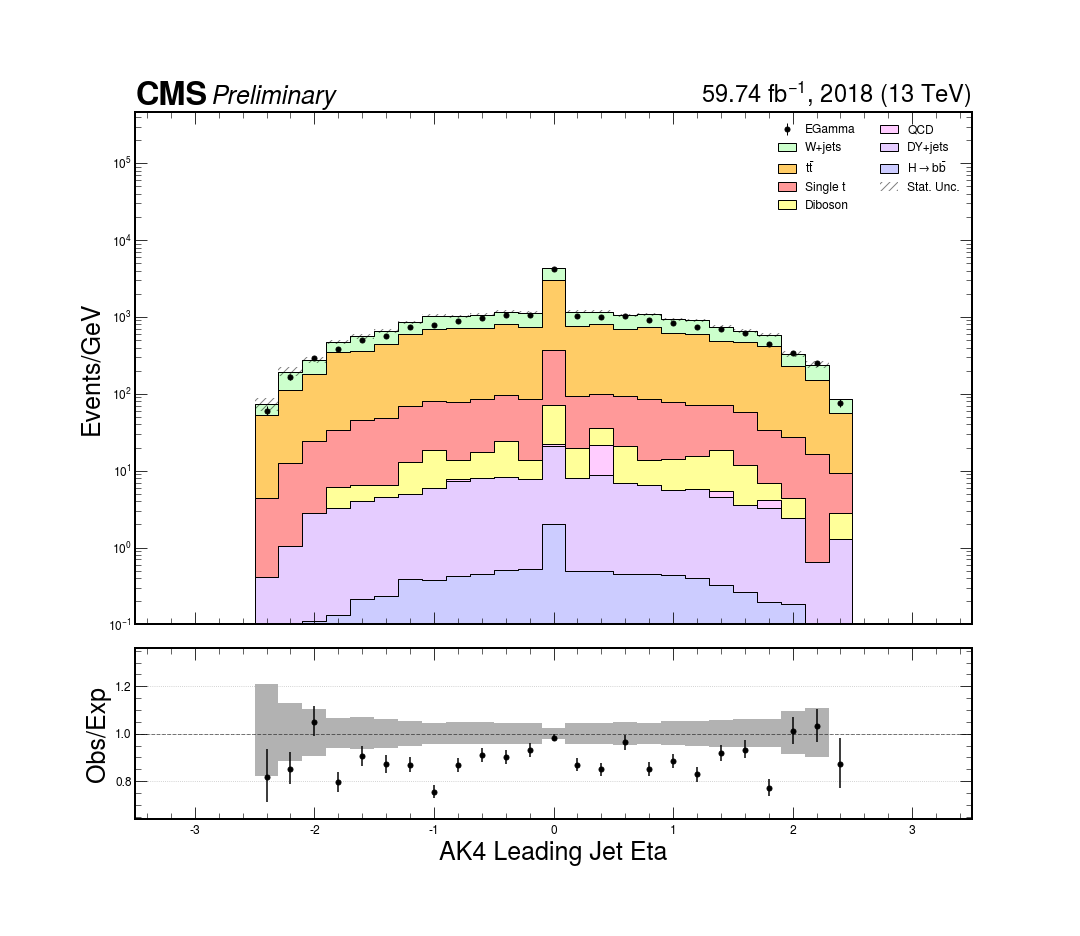 CMS Preliminary 59.74 fb⁻¹, 2018 (13 TeV)
EGamma
W+jets
tt̄
Single t
Diboson
QCD
DY+jets
H→bb̄
Stat. Unc.
Events/GeV
10⁵
10⁴
10³
10²
10¹
10⁰
10⁻¹
Obs/Exp
1.2
1.0
0.8
-3 -2 -1 0 1 2 3
AK4 Leading Jet Eta